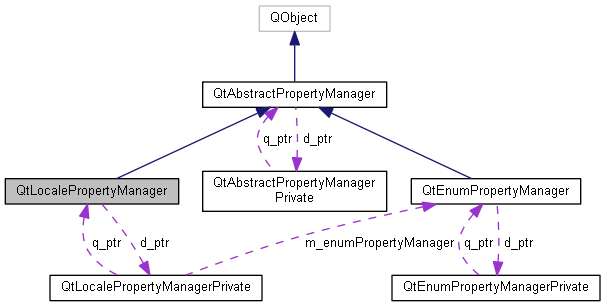 QObject
QtAbstractPropertyManager
q_ptr
d_ptr
QtLocalePropertyManager
QtAbstractPropertyManager
Private
QtEnumPropertyManager
q_ptr
d_ptr
m_enumPropertyManager
q_ptr
d_ptr
QtLocalePropertyManagerPrivate
QtEnumPropertyManagerPrivate